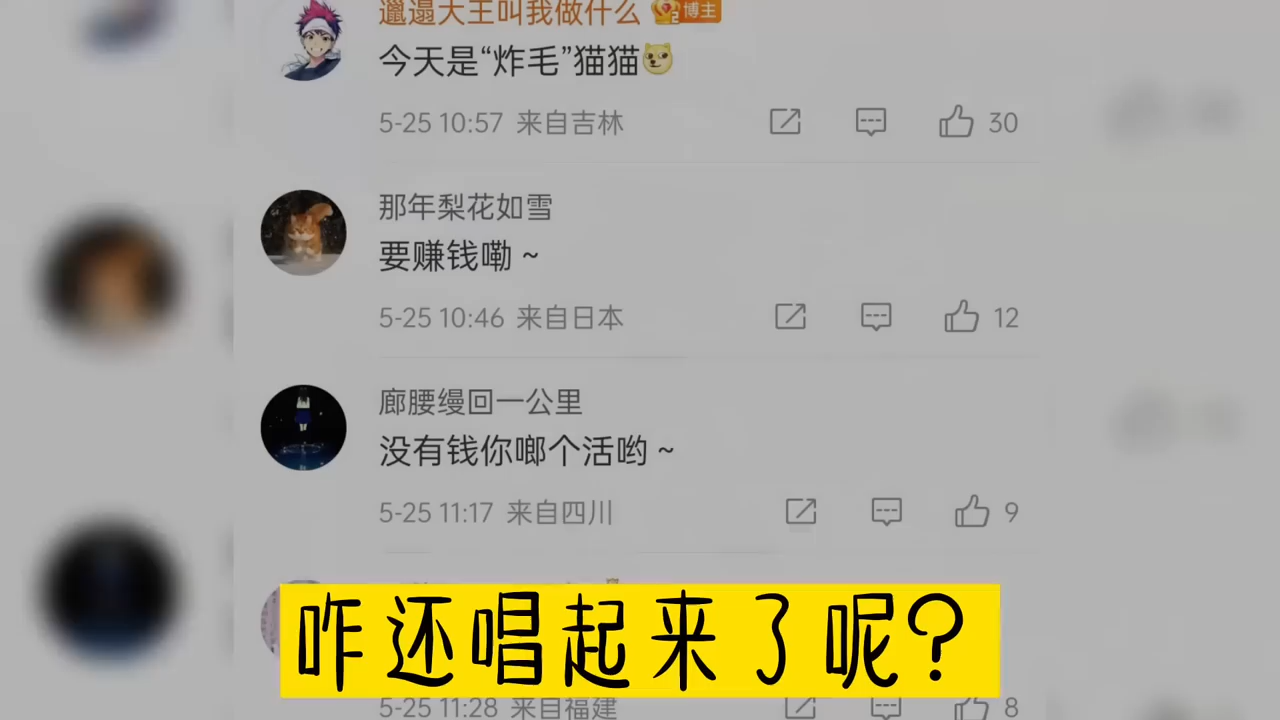 邋遢大王叫我做什么 博主
今天是“炸毛”猫猫
5-25 10:57 来自吉林 30
那年梨花如雪
要赚钱嘞 ~
5-25 10:46 来自日本 12
廊腰缦回一公里
没有钱你啷个活哟 ~
5-25 11:17 来自四川 9
咋还唱起来了呢?
5-25 11:28 来自福建 8